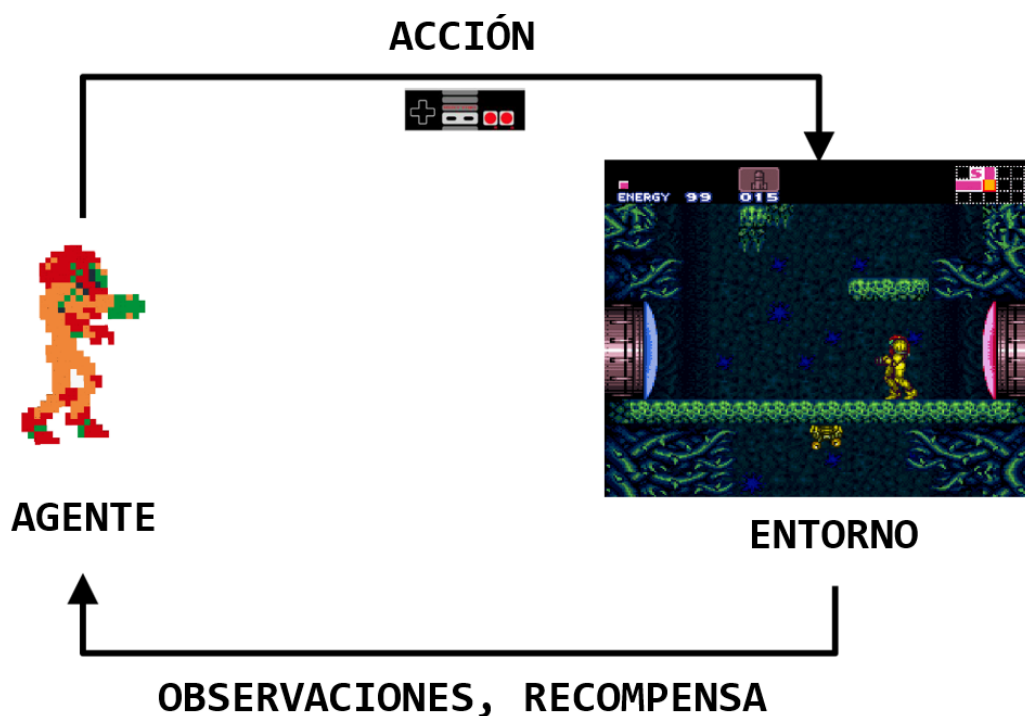 ACCIÓN
ENERGY 99 015
S
AGENTE
ENTORNO
OBSERVACIONES, RECOMPENSA